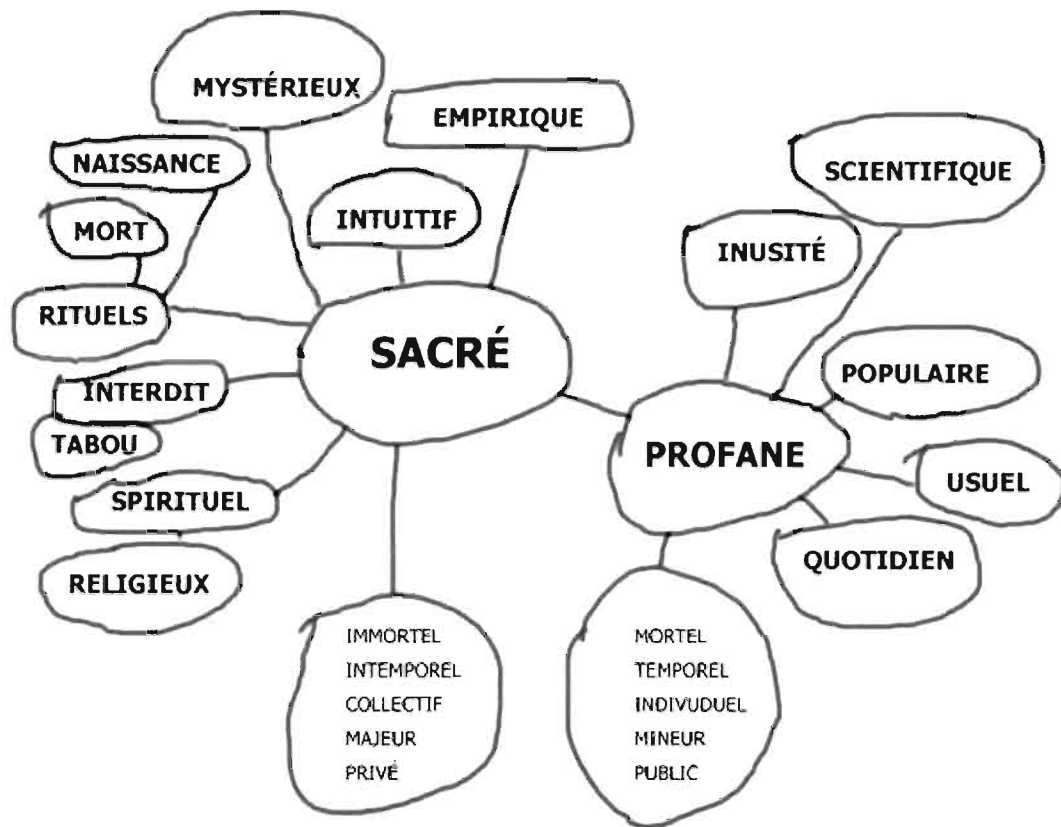 MYSTÉRIEUX
EMPIRIQUE
NAISSANCE
SCIENTIFIQUE
INTUITIF
MORT
INUSITÉ
RITUELS
SACRÉ
INTERDIT
POPULAIRE
TABOU
PROFANE
USUEL
SPIRITUEL
QUOTIDIEN
RELIGIEUX
IMMORTEL
INTEMPOREL
COLLECTIF
MAJEUR
PRIVÉ
MORTEL
TEMPOREL
INDIVUDUEL
MINEUR
PUBLIC